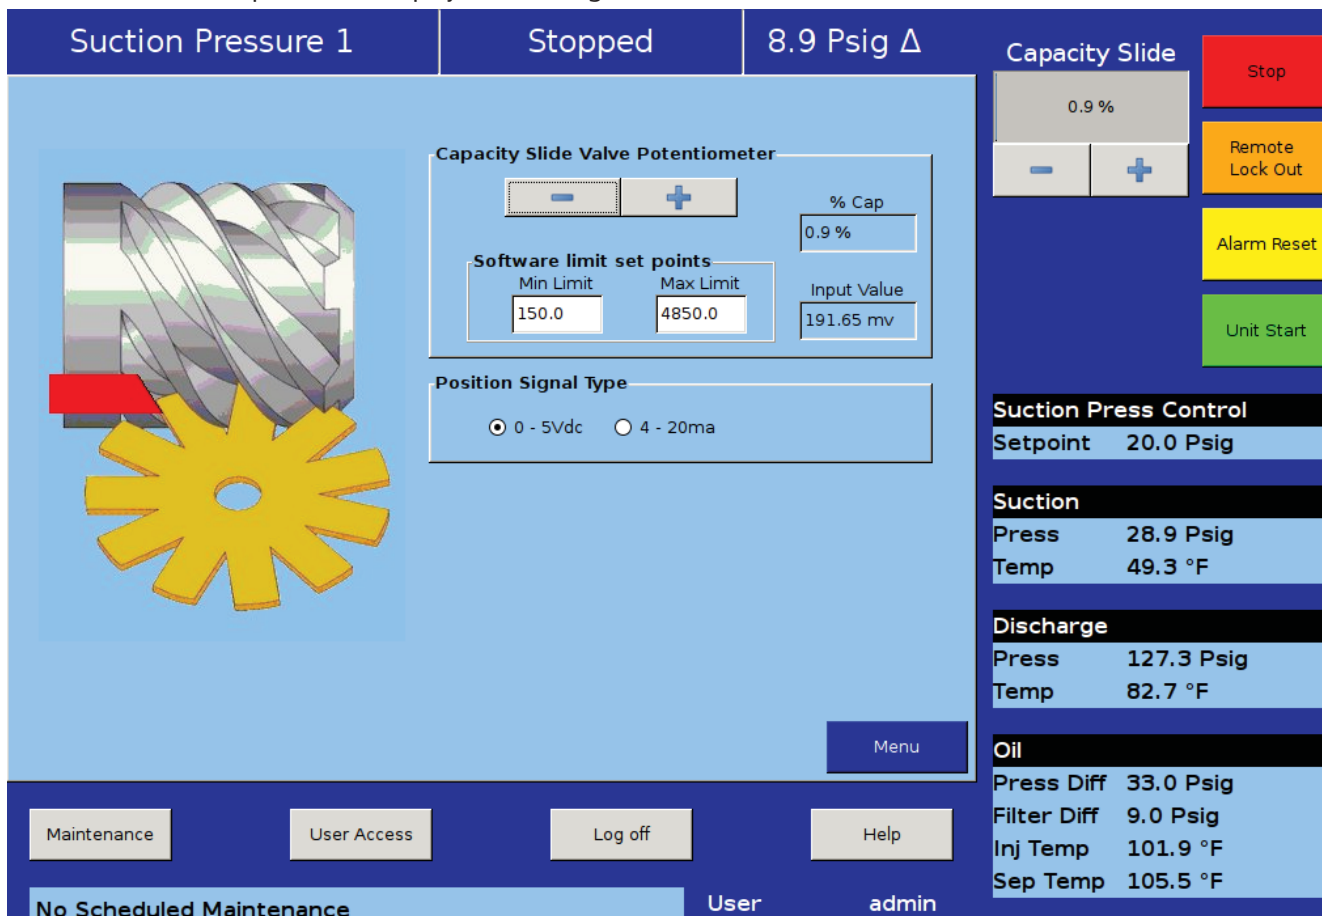 Suction Pressure 1
Stopped
8.9 Psig Δ
Capacity Slide
0.9 %
Stop
Remote
Lock Out
Alarm Reset
Unit Start
Capacity Slide Valve Potentiometer
% Cap
0.9 %
Software limit set points
Min Limit
Max Limit
150.0
4850.0
Input Value
191.65 mv
Position Signal Type
0 - 5Vdc
4 - 20ma
Menu
Suction Press Control
Setpoint 20.0 Psig
Suction
Press 28.9 Psig
Temp 49.3 °F
Discharge
Press 127.3 Psig
Temp 82.7 °F
Oil
Press Diff 33.0 Psig
Filter Diff 9.0 Psig
Inj Temp 101.9 °F
Sep Temp 105.5 °F
Maintenance
User Access
Log off
Help
No Scheduled Maintenance
User admin